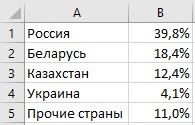 A B
1 Россия 39,8%
2 Беларусь 18,4%
3 Казахстан 12,4%
4 Украина 4,1%
5 Прочие страны 11,0%